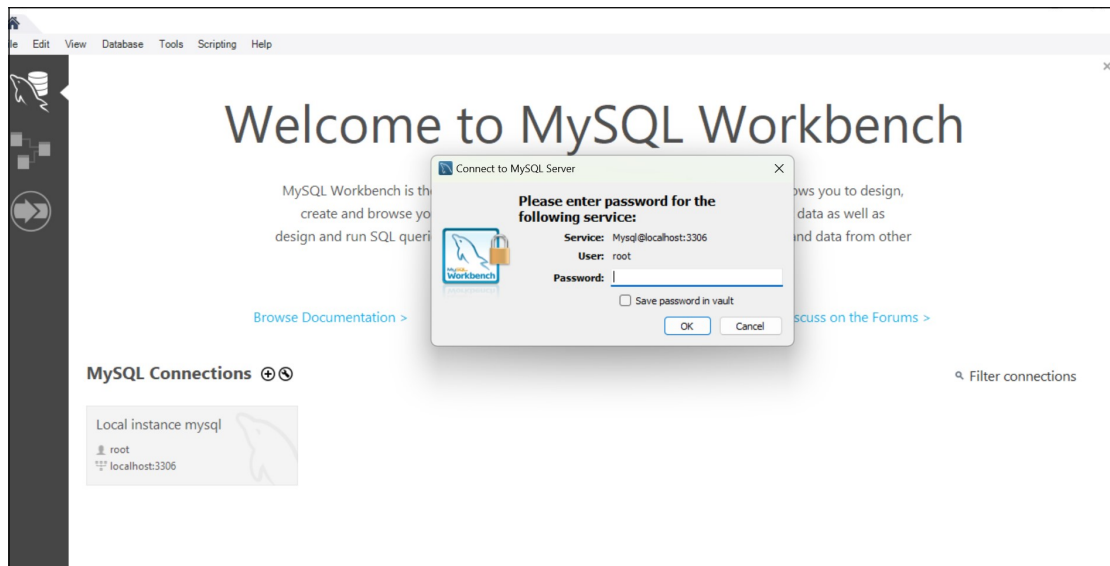 le Edit View Database Tools Scripting Help
Welcome to MySQL Workbench
Connect to MySQL Server
MySQL Workbench is th
ows you to design,
create and browse yo
data as well as
design and run SQL queri
nd data from other
Please enter password for the
following service:
Service: Mysql@localhost:3306
User: root
Password:
Save password in vault
OK Cancel
MySQL
Workbench
Browse Documentation >
scuss on the Forums >
MySQL Connections
Filter connections
Local instance mysql
root
localhost:3306